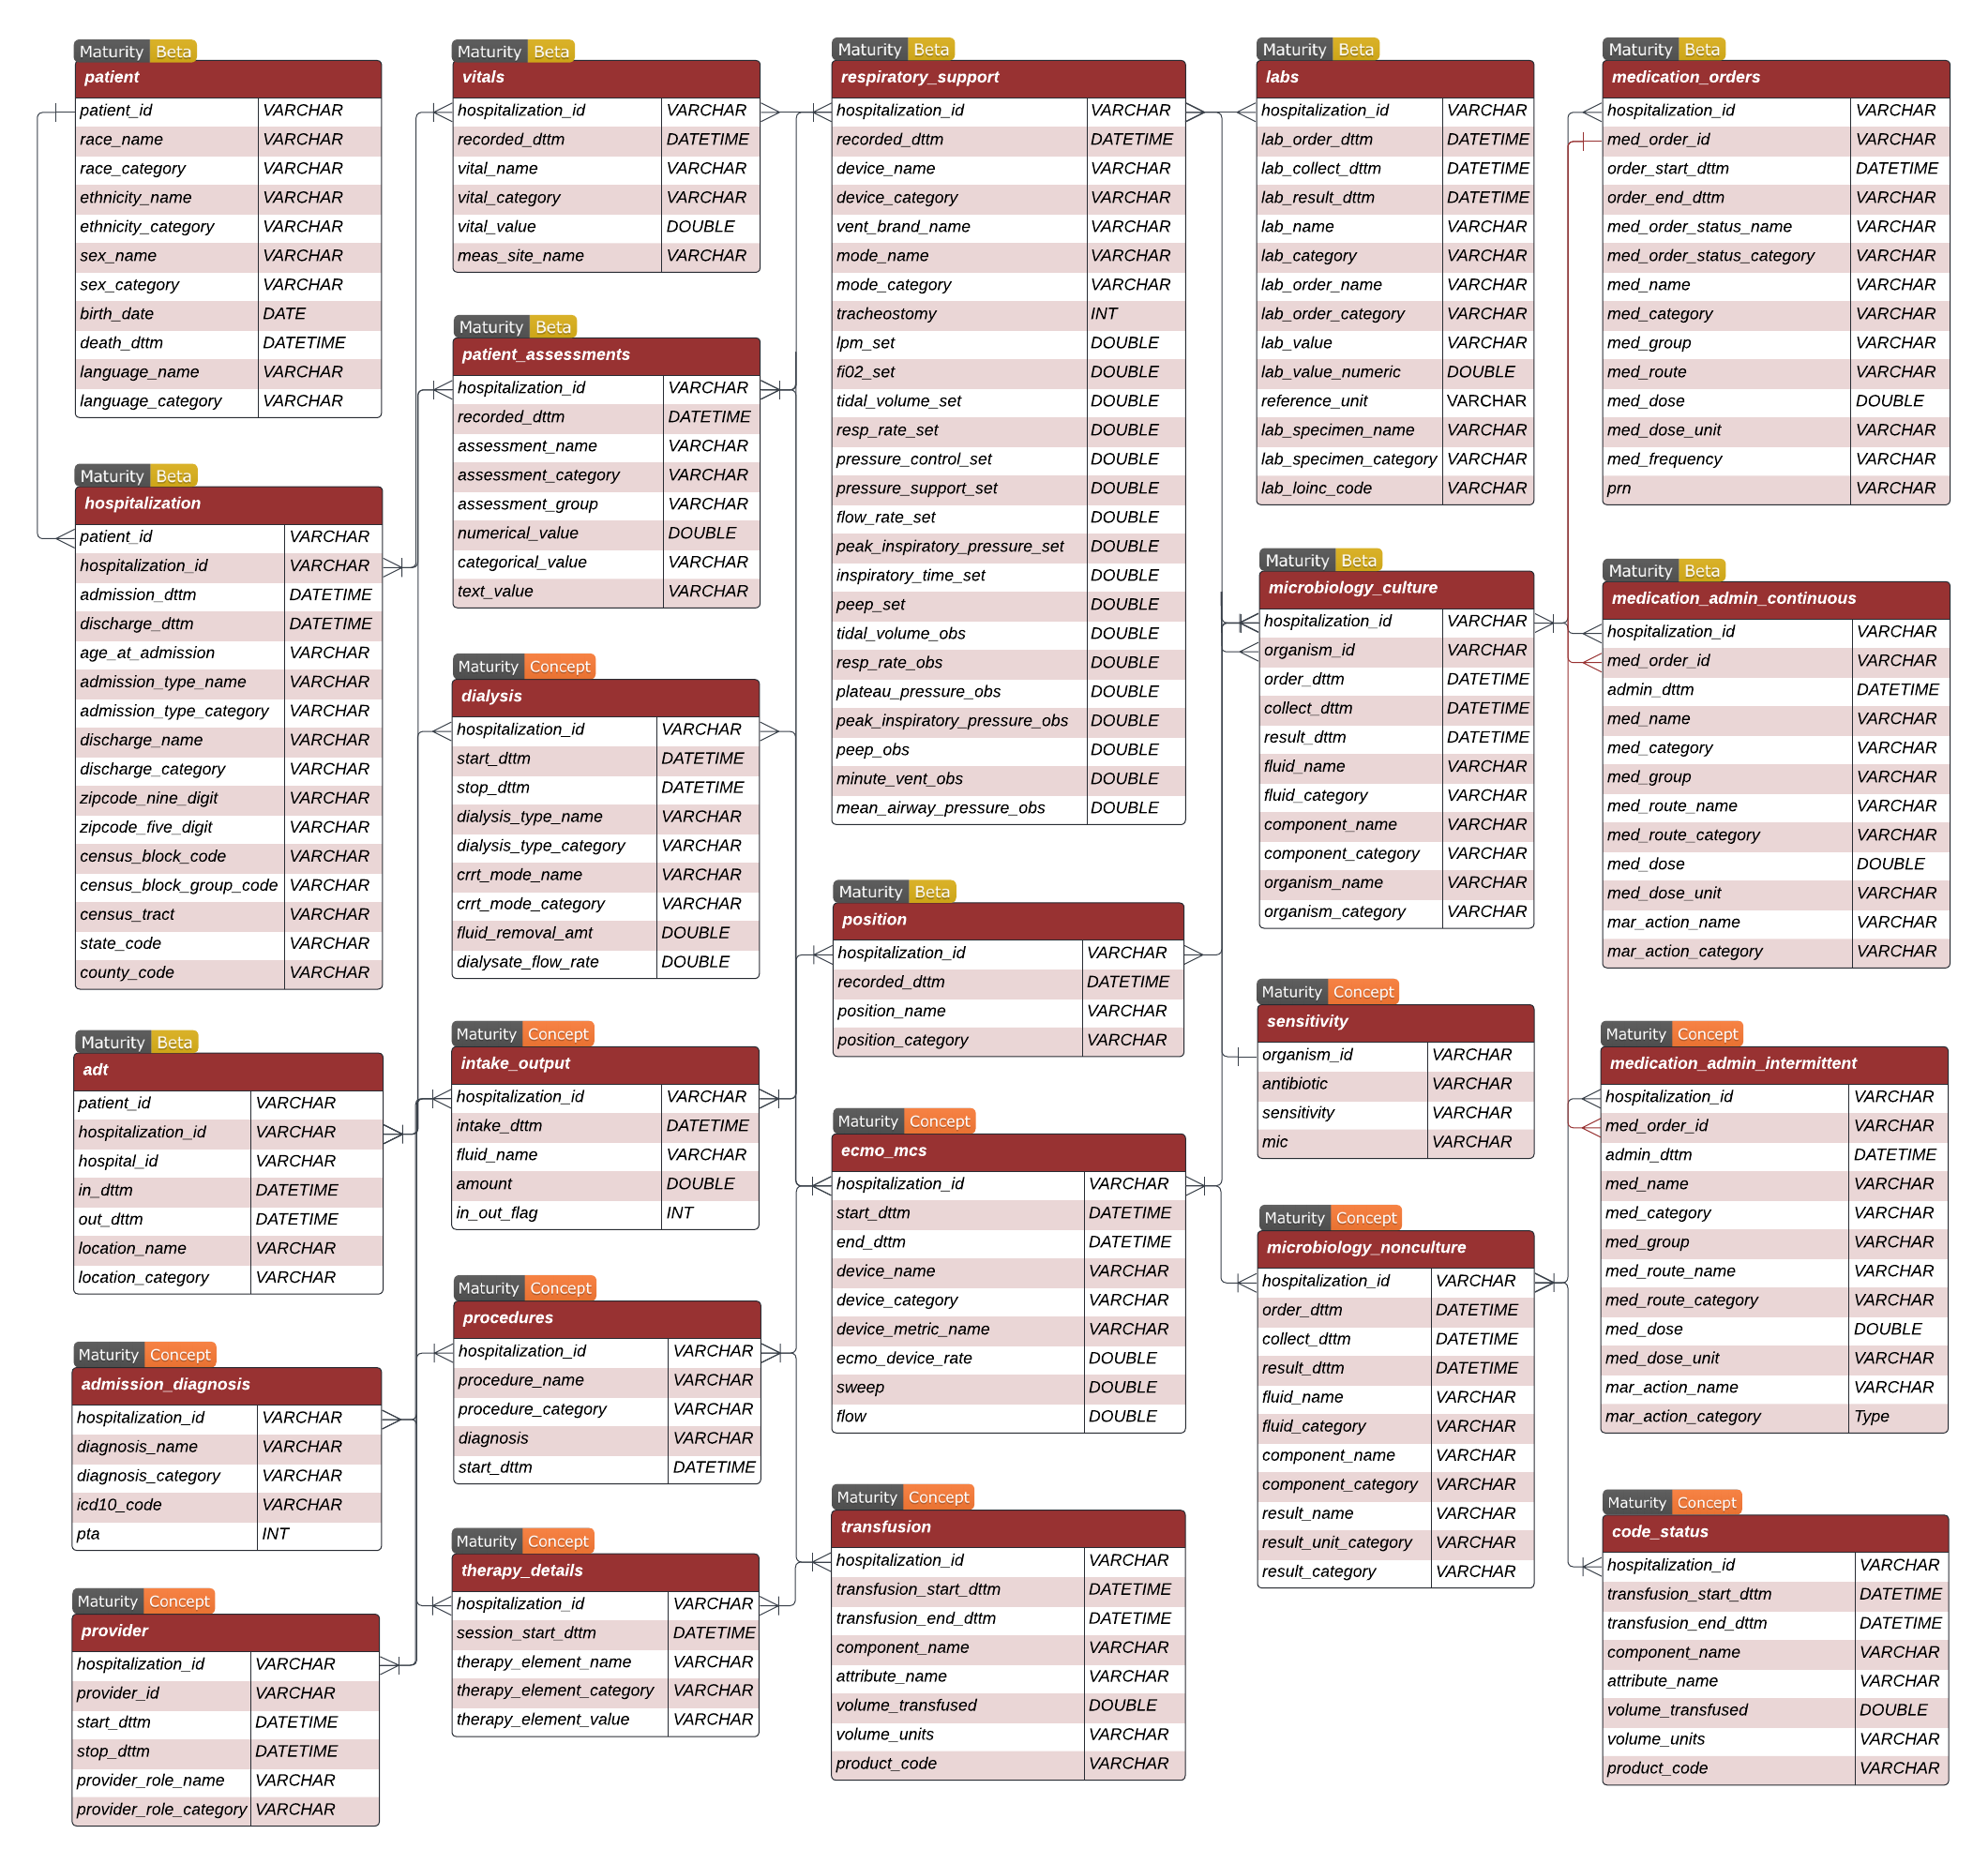 Maturity Beta
patient
patient_id VARCHAR
race_name VARCHAR
race_category VARCHAR
ethnicity_name VARCHAR
ethnicity_category VARCHAR
sex_name VARCHAR
sex_category VARCHAR
birth_date DATE
death_dttm DATETIME
language_name VARCHAR
language_category VARCHAR
Maturity Beta
hospitalization
patient_id VARCHAR
hospitalization_id VARCHAR
admission_dttm DATETIME
discharge_dttm DATETIME
age_at_admission VARCHAR
admission_type_name VARCHAR
admission_type_category VARCHAR
discharge_name VARCHAR
discharge_category VARCHAR
zipcode_nine_digit VARCHAR
zipcode_five_digit VARCHAR
census_block_code VARCHAR
census_block_group_code VARCHAR
census_tract VARCHAR
state_code VARCHAR
county_code VARCHAR
Maturity Beta
adt
patient_id VARCHAR
hospitalization_id VARCHAR
hospital_id VARCHAR
in_dttm DATETIME
out_dttm DATETIME
location_name VARCHAR
location_category VARCHAR
Maturity Concept
admission_diagnosis
hospitalization_id VARCHAR
diagnosis_name VARCHAR
diagnosis_category VARCHAR
icd10_code VARCHAR
pta INT
Maturity Concept
provider
hospitalization_id VARCHAR
provider_id VARCHAR
start_dttm DATETIME
stop_dttm DATETIME
provider_role_name VARCHAR
provider_role_category VARCHAR
Maturity Beta
vitals
hospitalization_id VARCHAR
recorded_dttm DATETIME
vital_name VARCHAR
vital_category VARCHAR
vital_value DOUBLE
meas_site_name VARCHAR
Maturity Beta
patient_assessments
hospitalization_id VARCHAR
recorded_dttm DATETIME
assessment_name VARCHAR
assessment_category VARCHAR
assessment_group VARCHAR
numerical_value DOUBLE
categorical_value VARCHAR
text_value VARCHAR
Maturity Concept
dialysis
hospitalization_id VARCHAR
start_dttm DATETIME
stop_dttm DATETIME
dialysis_type_name VARCHAR
dialysis_type_category VARCHAR
crrt_mode_name VARCHAR
crrt_mode_category VARCHAR
fluid_removal_amt DOUBLE
dialysate_flow_rate DOUBLE
Maturity Concept
intake_output
hospitalization_id VARCHAR
intake_dttm DATETIME
fluid_name VARCHAR
amount DOUBLE
in_out_flag INT
Maturity Concept
procedures
hospitalization_id VARCHAR
procedure_name VARCHAR
procedure_category VARCHAR
diagnosis VARCHAR
start_dttm DATETIME
Maturity Concept
therapy_details
hospitalization_id VARCHAR
session_start_dttm DATETIME
therapy_element_name VARCHAR
therapy_element_category VARCHAR
therapy_element_value VARCHAR
Maturity Beta
respiratory_support
hospitalization_id VARCHAR
recorded_dttm DATETIME
device_name VARCHAR
device_category VARCHAR
vent_brand_name VARCHAR
mode_name VARCHAR
mode_category VARCHAR
tracheostomy INT
lpm_set DOUBLE
fi02_set DOUBLE
tidal_volume_set DOUBLE
resp_rate_set DOUBLE
pressure_control_set DOUBLE
pressure_support_set DOUBLE
flow_rate_set DOUBLE
peak_inspiratory_pressure_set DOUBLE
inspiratory_time_set DOUBLE
peep_set DOUBLE
tidal_volume_obs DOUBLE
resp_rate_obs DOUBLE
plateau_pressure_obs DOUBLE
peak_inspiratory_pressure_obs DOUBLE
peep_obs DOUBLE
minute_vent_obs DOUBLE
mean_airway_pressure_obs DOUBLE
Maturity Beta
position
hospitalization_id VARCHAR
recorded_dttm DATETIME
position_name VARCHAR
position_category VARCHAR
Maturity Concept
ecmo_mcs
hospitalization_id VARCHAR
start_dttm DATETIME
end_dttm DATETIME
device_name VARCHAR
device_category VARCHAR
device_metric_name VARCHAR
ecmo_device_rate DOUBLE
sweep DOUBLE
flow DOUBLE
Maturity Concept
transfusion
hospitalization_id VARCHAR
transfusion_start_dttm DATETIME
transfusion_end_dttm DATETIME
component_name VARCHAR
attribute_name VARCHAR
volume_transfused DOUBLE
volume_units VARCHAR
product_code VARCHAR
Maturity Beta
labs
hospitalization_id VARCHAR
lab_order_dttm DATETIME
lab_collect_dttm DATETIME
lab_result_dttm DATETIME
lab_name VARCHAR
lab_category VARCHAR
lab_order_name VARCHAR
lab_order_category VARCHAR
lab_value VARCHAR
lab_value_numeric DOUBLE
reference_unit VARCHAR
lab_specimen_name VARCHAR
lab_specimen_category VARCHAR
lab_loinc_code VARCHAR
Maturity Beta
microbiology_culture
hospitalization_id VARCHAR
organism_id VARCHAR
order_dttm DATETIME
collect_dttm DATETIME
result_dttm DATETIME
fluid_name VARCHAR
fluid_category VARCHAR
component_name VARCHAR
component_category VARCHAR
organism_name VARCHAR
organism_category VARCHAR
Maturity Concept
sensitivity
organism_id VARCHAR
antibiotic VARCHAR
sensitivity VARCHAR
mic VARCHAR
Maturity Concept
microbiology_nonculture
hospitalization_id VARCHAR
order_dttm DATETIME
collect_dttm DATETIME
result_dttm DATETIME
fluid_name VARCHAR
fluid_category VARCHAR
component_name VARCHAR
component_category VARCHAR
result_name VARCHAR
result_unit_category VARCHAR
result_category VARCHAR
Maturity Beta
medication_orders
hospitalization_id VARCHAR
med_order_id VARCHAR
order_start_dttm DATETIME
order_end_dttm VARCHAR
med_order_status_name VARCHAR
med_order_status_category VARCHAR
med_name VARCHAR
med_category VARCHAR
med_group VARCHAR
med_route VARCHAR
med_dose DOUBLE
med_dose_unit VARCHAR
med_frequency VARCHAR
prn VARCHAR
Maturity Beta
medication_admin_continuous
hospitalization_id VARCHAR
med_order_id VARCHAR
admin_dttm DATETIME
med_name VARCHAR
med_category VARCHAR
med_group VARCHAR
med_route_name VARCHAR
med_route_category VARCHAR
med_dose DOUBLE
med_dose_unit VARCHAR
mar_action_name VARCHAR
mar_action_category VARCHAR
Maturity Concept
medication_admin_intermittent
hospitalization_id VARCHAR
med_order_id VARCHAR
admin_dttm DATETIME
med_name VARCHAR
med_category VARCHAR
med_group VARCHAR
med_route_name VARCHAR
med_route_category VARCHAR
med_dose DOUBLE
med_dose_unit VARCHAR
mar_action_name VARCHAR
mar_action_category Type
Maturity Concept
code_status
hospitalization_id VARCHAR
transfusion_start_dttm DATETIME
transfusion_end_dttm DATETIME
component_name VARCHAR
attribute_name VARCHAR
volume_transfused DOUBLE
volume_units VARCHAR
product_code VARCHAR